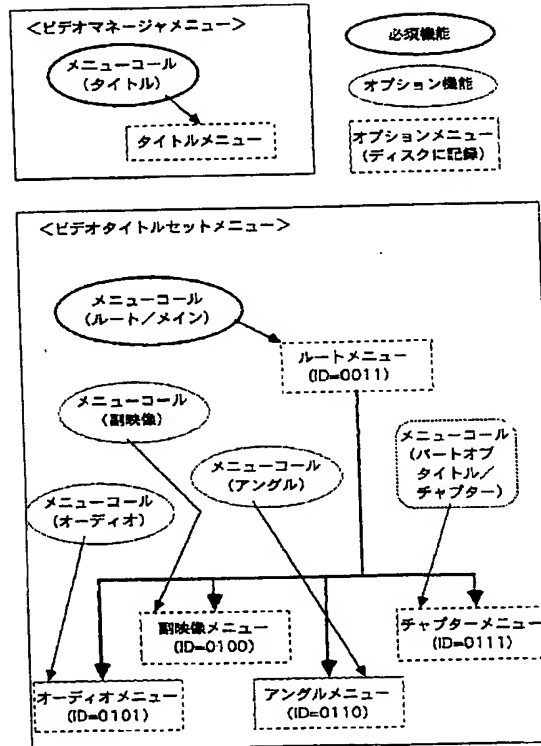 <ビデオマネージャメニュー>
メニューコール
(タイトル)
タイトルメニュー
必須機能
オプション機能
オプションメニュー
(ディスクに記録)
<ビデオタイトルセットメニュー>
メニューコール
(ルート/メイン)
ルートメニュー
(ID=0011)
メニューコール
(副映像)
メニューコール
(アングル)
メニューコール
(パートオブ
タイトル/
チャプター)
メニューコール
(オーディオ)
副映像メニュー
(ID=0100)
チャプターメニュー
(ID=0111)
オーディオメニュー
(ID=0101)
アングルメニュー
(ID=0110)